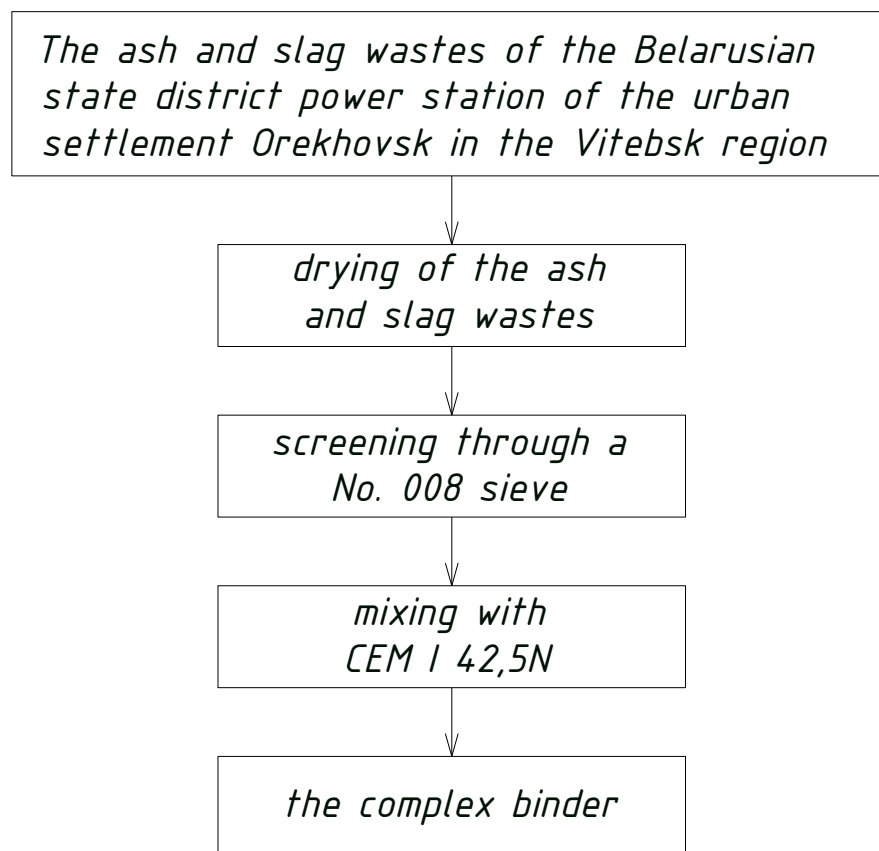 The ash and slag wastes of the Belarusian
state district power station of the urban
settlement Orekhovsk in the Vitebsk region
drying of the ash
and slag wastes
screening through a
No. 008 sieve
mixing with
CEM I 42,5N
the complex binder